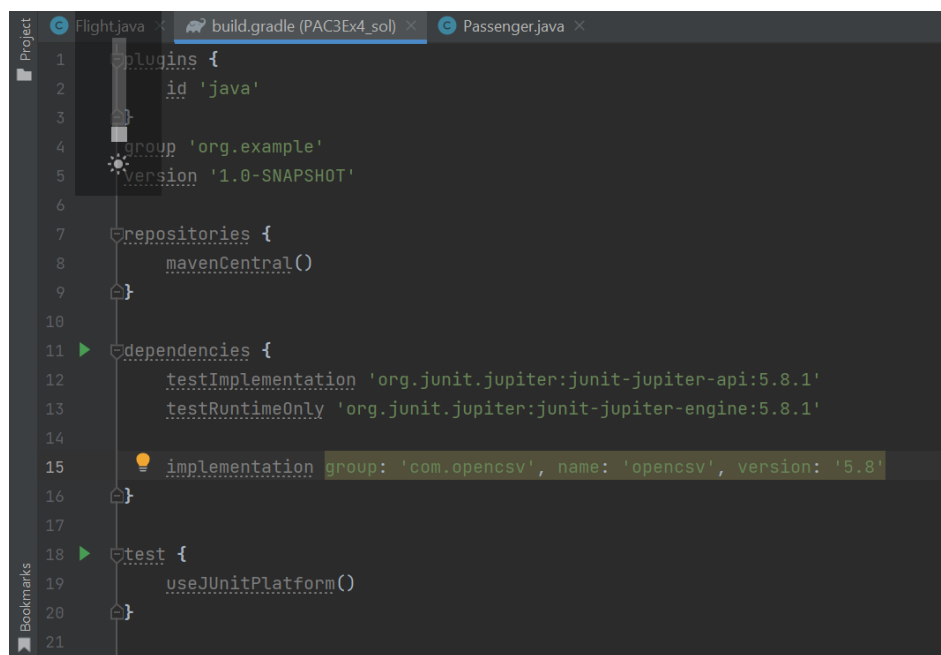 Project
Flight.java
build.gradle (PAC3Ex4_sol)
Passenger.java
1 plugins {
2 id 'java'
3 }
4 group 'org.example'
5 version '1.0-SNAPSHOT'
6
7 repositories {
8 mavenCentral()
9 }
10
11 dependencies {
12 testImplementation 'org.junit.jupiter:junit-jupiter-api:5.8.1'
13 testRuntimeOnly 'org.junit.jupiter:junit-jupiter-engine:5.8.1'
14
15 implementation group: 'com.opencsv', name: 'opencsv', version: '5.8'
16 }
17
18 test {
19 useJUnitPlatform()
20 }
21
Bookmarks